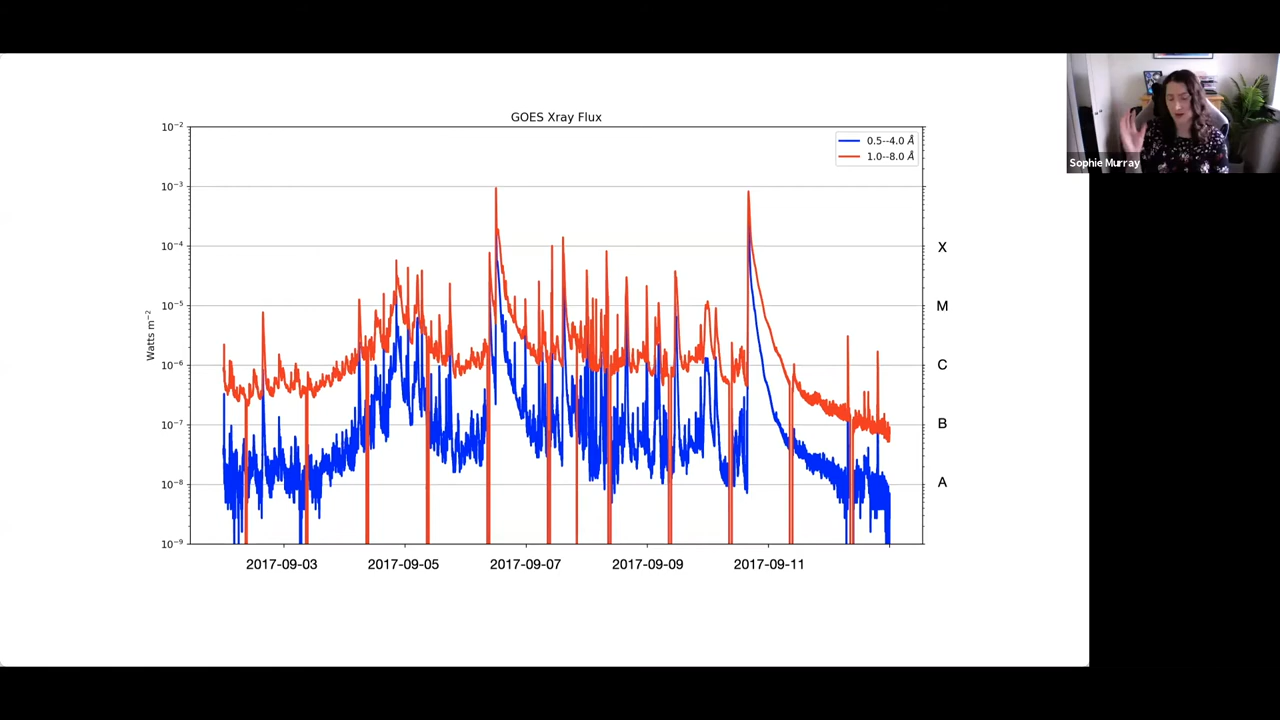 GOES Xray Flux
0.5--4.0 Å
1.0--8.0 Å
Watts m⁻²
10⁻²
10⁻³
10⁻⁴
10⁻⁵
10⁻⁶
10⁻⁷
10⁻⁸
10⁻⁹
X
M
C
B
A
2017-09-03
2017-09-05
2017-09-07
2017-09-09
2017-09-11
Sophie Murray